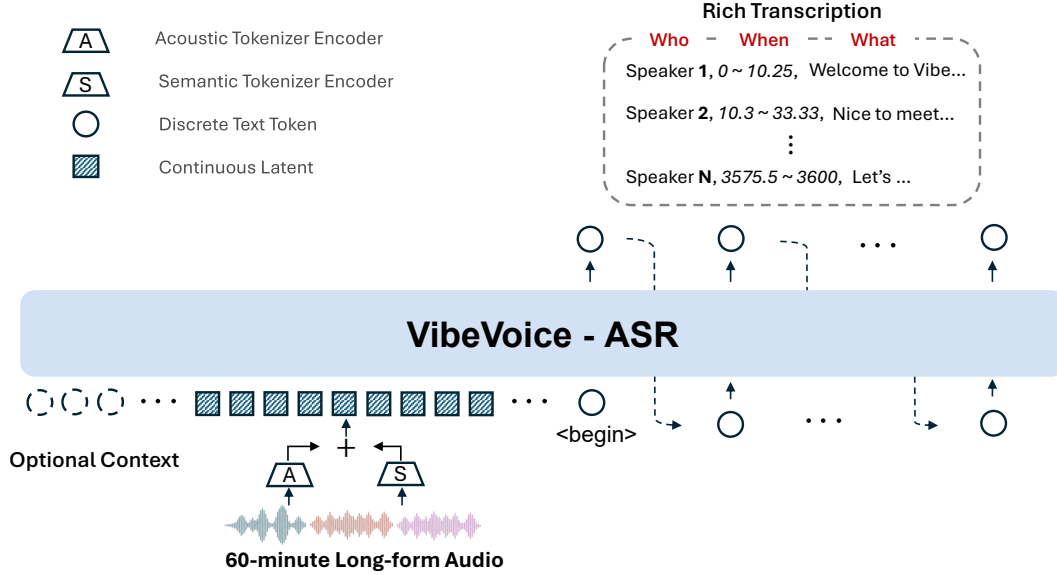 Rich Transcription
Who When What
Speaker 1, 0 ~ 10.25, Welcome to Vibe...
Speaker 2, 10.3 ~ 33.33, Nice to meet...
⋮
Speaker N, 3575.5 ~ 3600, Let's ...
A Acoustic Tokenizer Encoder
S Semantic Tokenizer Encoder
Discrete Text Token
Continuous Latent
...
VibeVoice - ASR
... ...
<begin>
...
Optional Context
+
A S
60-minute Long-form Audio